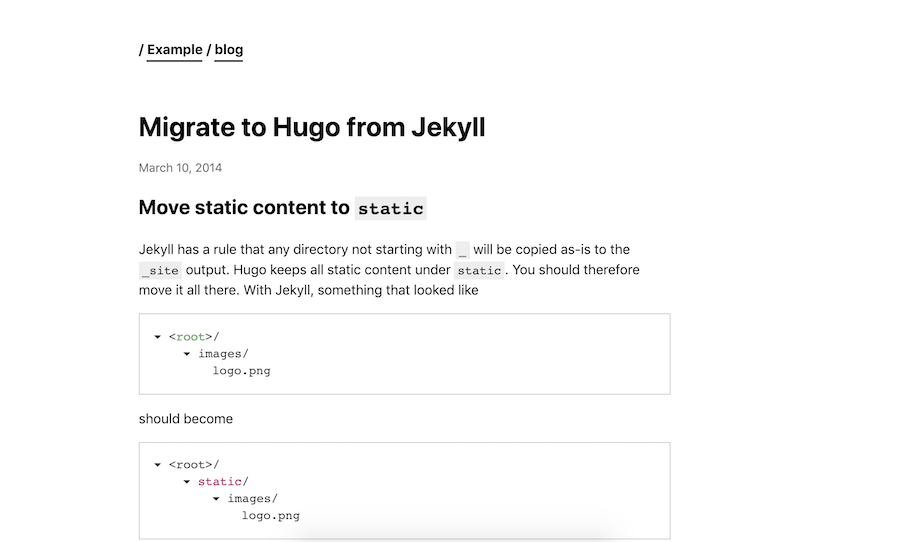 / Example / blog
Migrate to Hugo from Jekyll
March 10, 2014
Move static content to static
Jekyll has a rule that any directory not starting with _ will be copied as-is to the
_site output. Hugo keeps all static content under static. You should therefore
move it all there. With Jekyll, something that looked like
▾ <root>/
▾ images/
logo.png
should become
▾ <root>/
▾ static/
▾ images/
logo.png